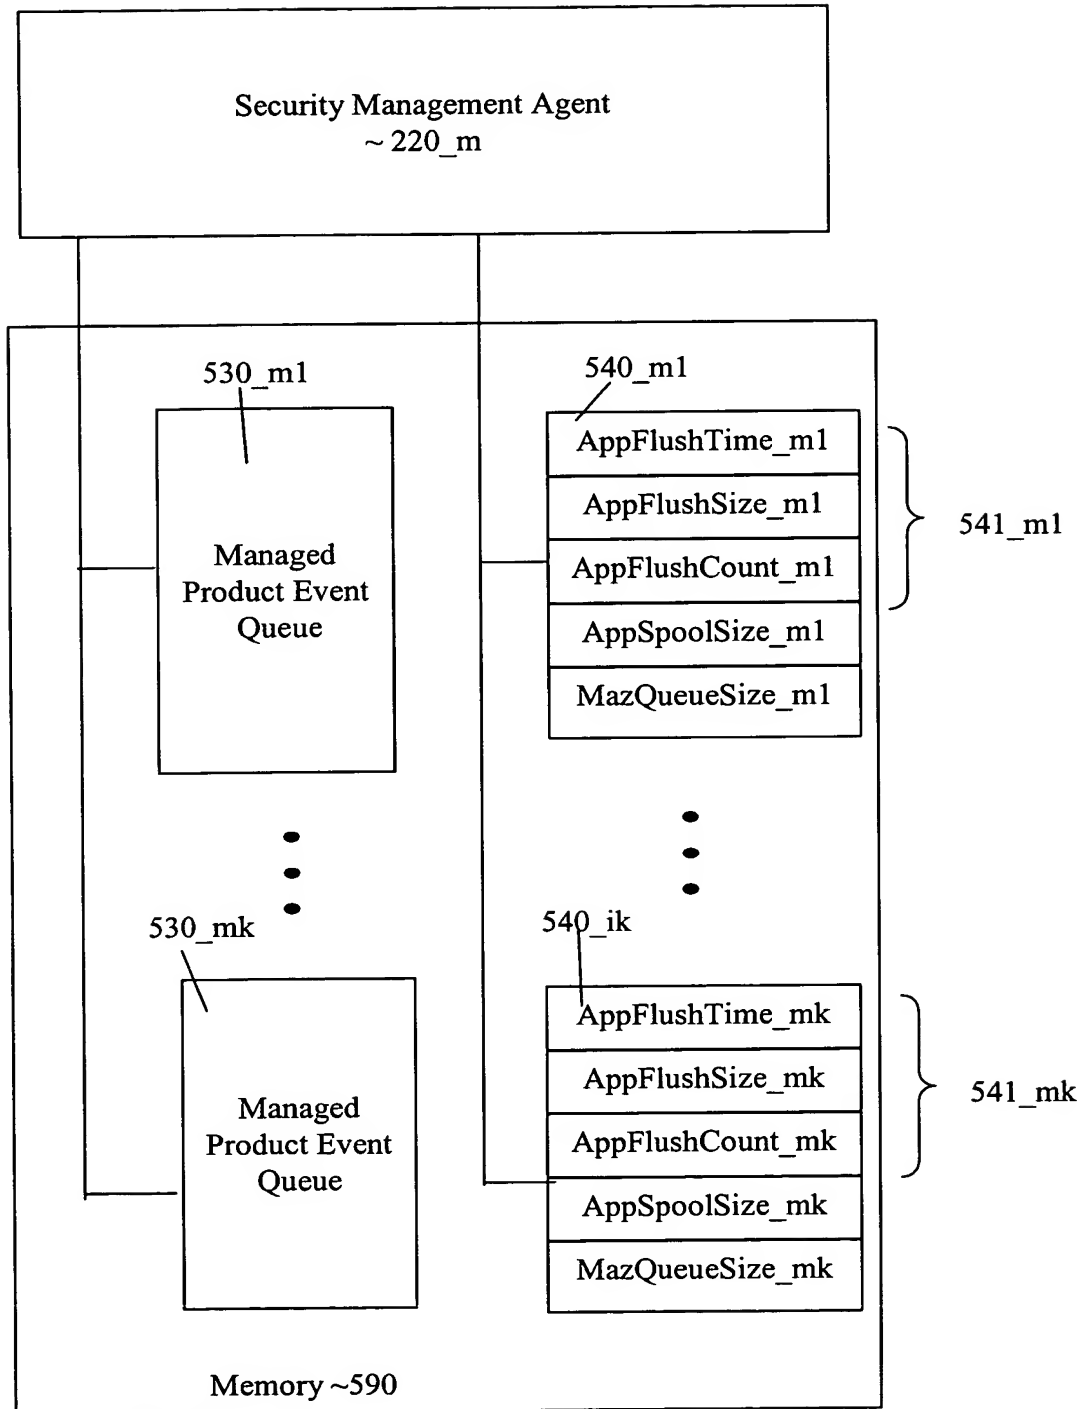 Security Management Agent
~ 220_m
530_m1
540_m1
Managed
Product Event
Queue
AppFlushTime_m1
AppFlushSize_m1
AppFlushCount_m1
AppSpoolSize_m1
MazQueueSize_m1
541_m1
530_mk
540_ik
Managed
Product Event
Queue
AppFlushTime_mk
AppFlushSize_mk
AppFlushCount_mk
AppSpoolSize_mk
MazQueueSize_mk
541_mk
Memory ~590